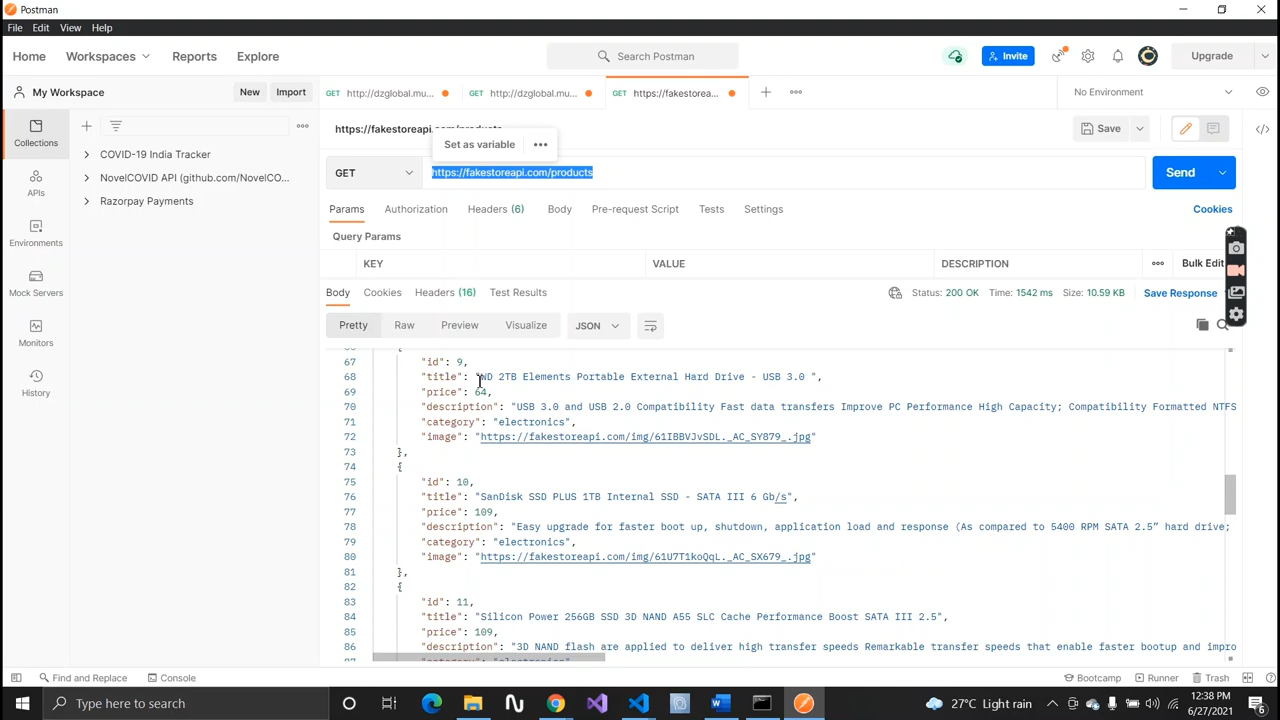 Postman
File Edit View Help
Home Workspaces Reports Explore Search Postman Invite Upgrade
My Workspace New Import GET http://dzglobal.mu... GET http://dzglobal.mu... GET https://fakestorea... No Environment
https://fakestoreapi.com/products Save
Set as variable
GET https://fakestoreapi.com/products Send
Collections
APIs
Environments
Mock Servers
Monitors
History
COVID-19 India Tracker
NovelCOVID API (github.com/NovelCO...
Razorpay Payments
Params Authorization Headers (6) Body Pre-request Script Tests Settings Cookies
Query Params
KEY VALUE DESCRIPTION Bulk Edit
Body Cookies Headers (16) Test Results Status: 200 OK Time: 1542 ms Size: 10.59 KB Save Response
Pretty Raw Preview Visualize JSON
{
67 "id": 9,
68 "title": "WD 2TB Elements Portable External Hard Drive - USB 3.0 ",
69 "price": 64,
70 "description": "USB 3.0 and USB 2.0 Compatibility Fast data transfers Improve PC Performance High Capacity; Compatibility Formatted NTFS
71 "category": "electronics",
72 "image": "https://fakestoreapi.com/img/61IBBVJvSDL._AC_SY879_.jpg"
73 },
74 {
75 "id": 10,
76 "title": "SanDisk SSD PLUS 1TB Internal SSD - SATA III 6 Gb/s",
77 "price": 109,
78 "description": "Easy upgrade for faster boot up, shutdown, application load and response (As compared to 5400 RPM SATA 2.5” hard drive;
79 "category": "electronics",
80 "image": "https://fakestoreapi.com/img/61U7T1koQqL._AC_SX679_.jpg"
81 },
82 {
83 "id": 11,
84 "title": "Silicon Power 256GB SSD 3D NAND A55 SLC Cache Performance Boost SATA III 2.5",
85 "price": 109,
86 "description": "3D NAND flash are applied to deliver high transfer speeds Remarkable transfer speeds that enable faster bootup and impro
Find and Replace Console Bootcamp Runner Trash
Type here to search 27°C Light rain 12:38 PM
6/27/2021 6